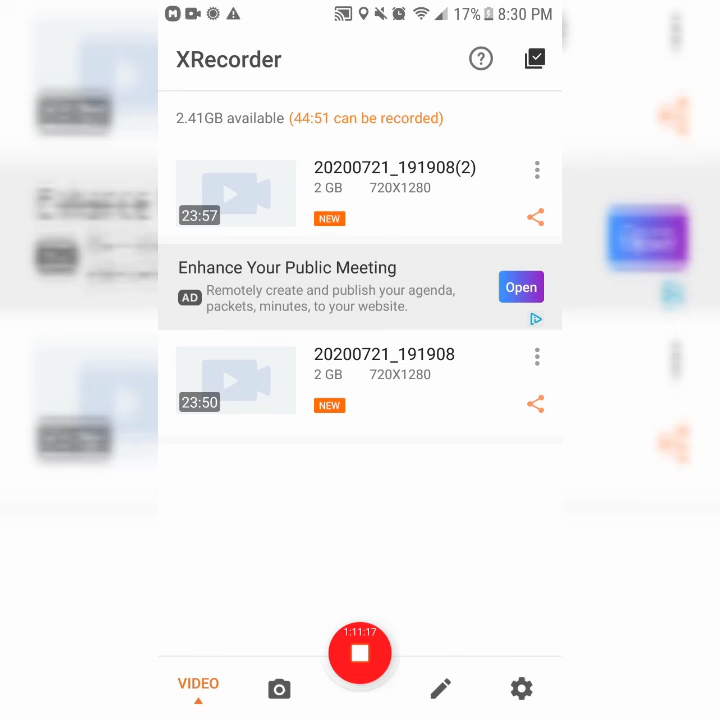 17% 8:30 PM
XRecorder
2.41GB available (44:51 can be recorded)
20200721_191908(2)
2 GB 720X1280
23:57
NEW
Enhance Your Public Meeting
AD Remotely create and publish your agenda,
packets, minutes, to your website.
Open
20200721_191908
2 GB 720X1280
23:50
NEW
1:11:17
VIDEO